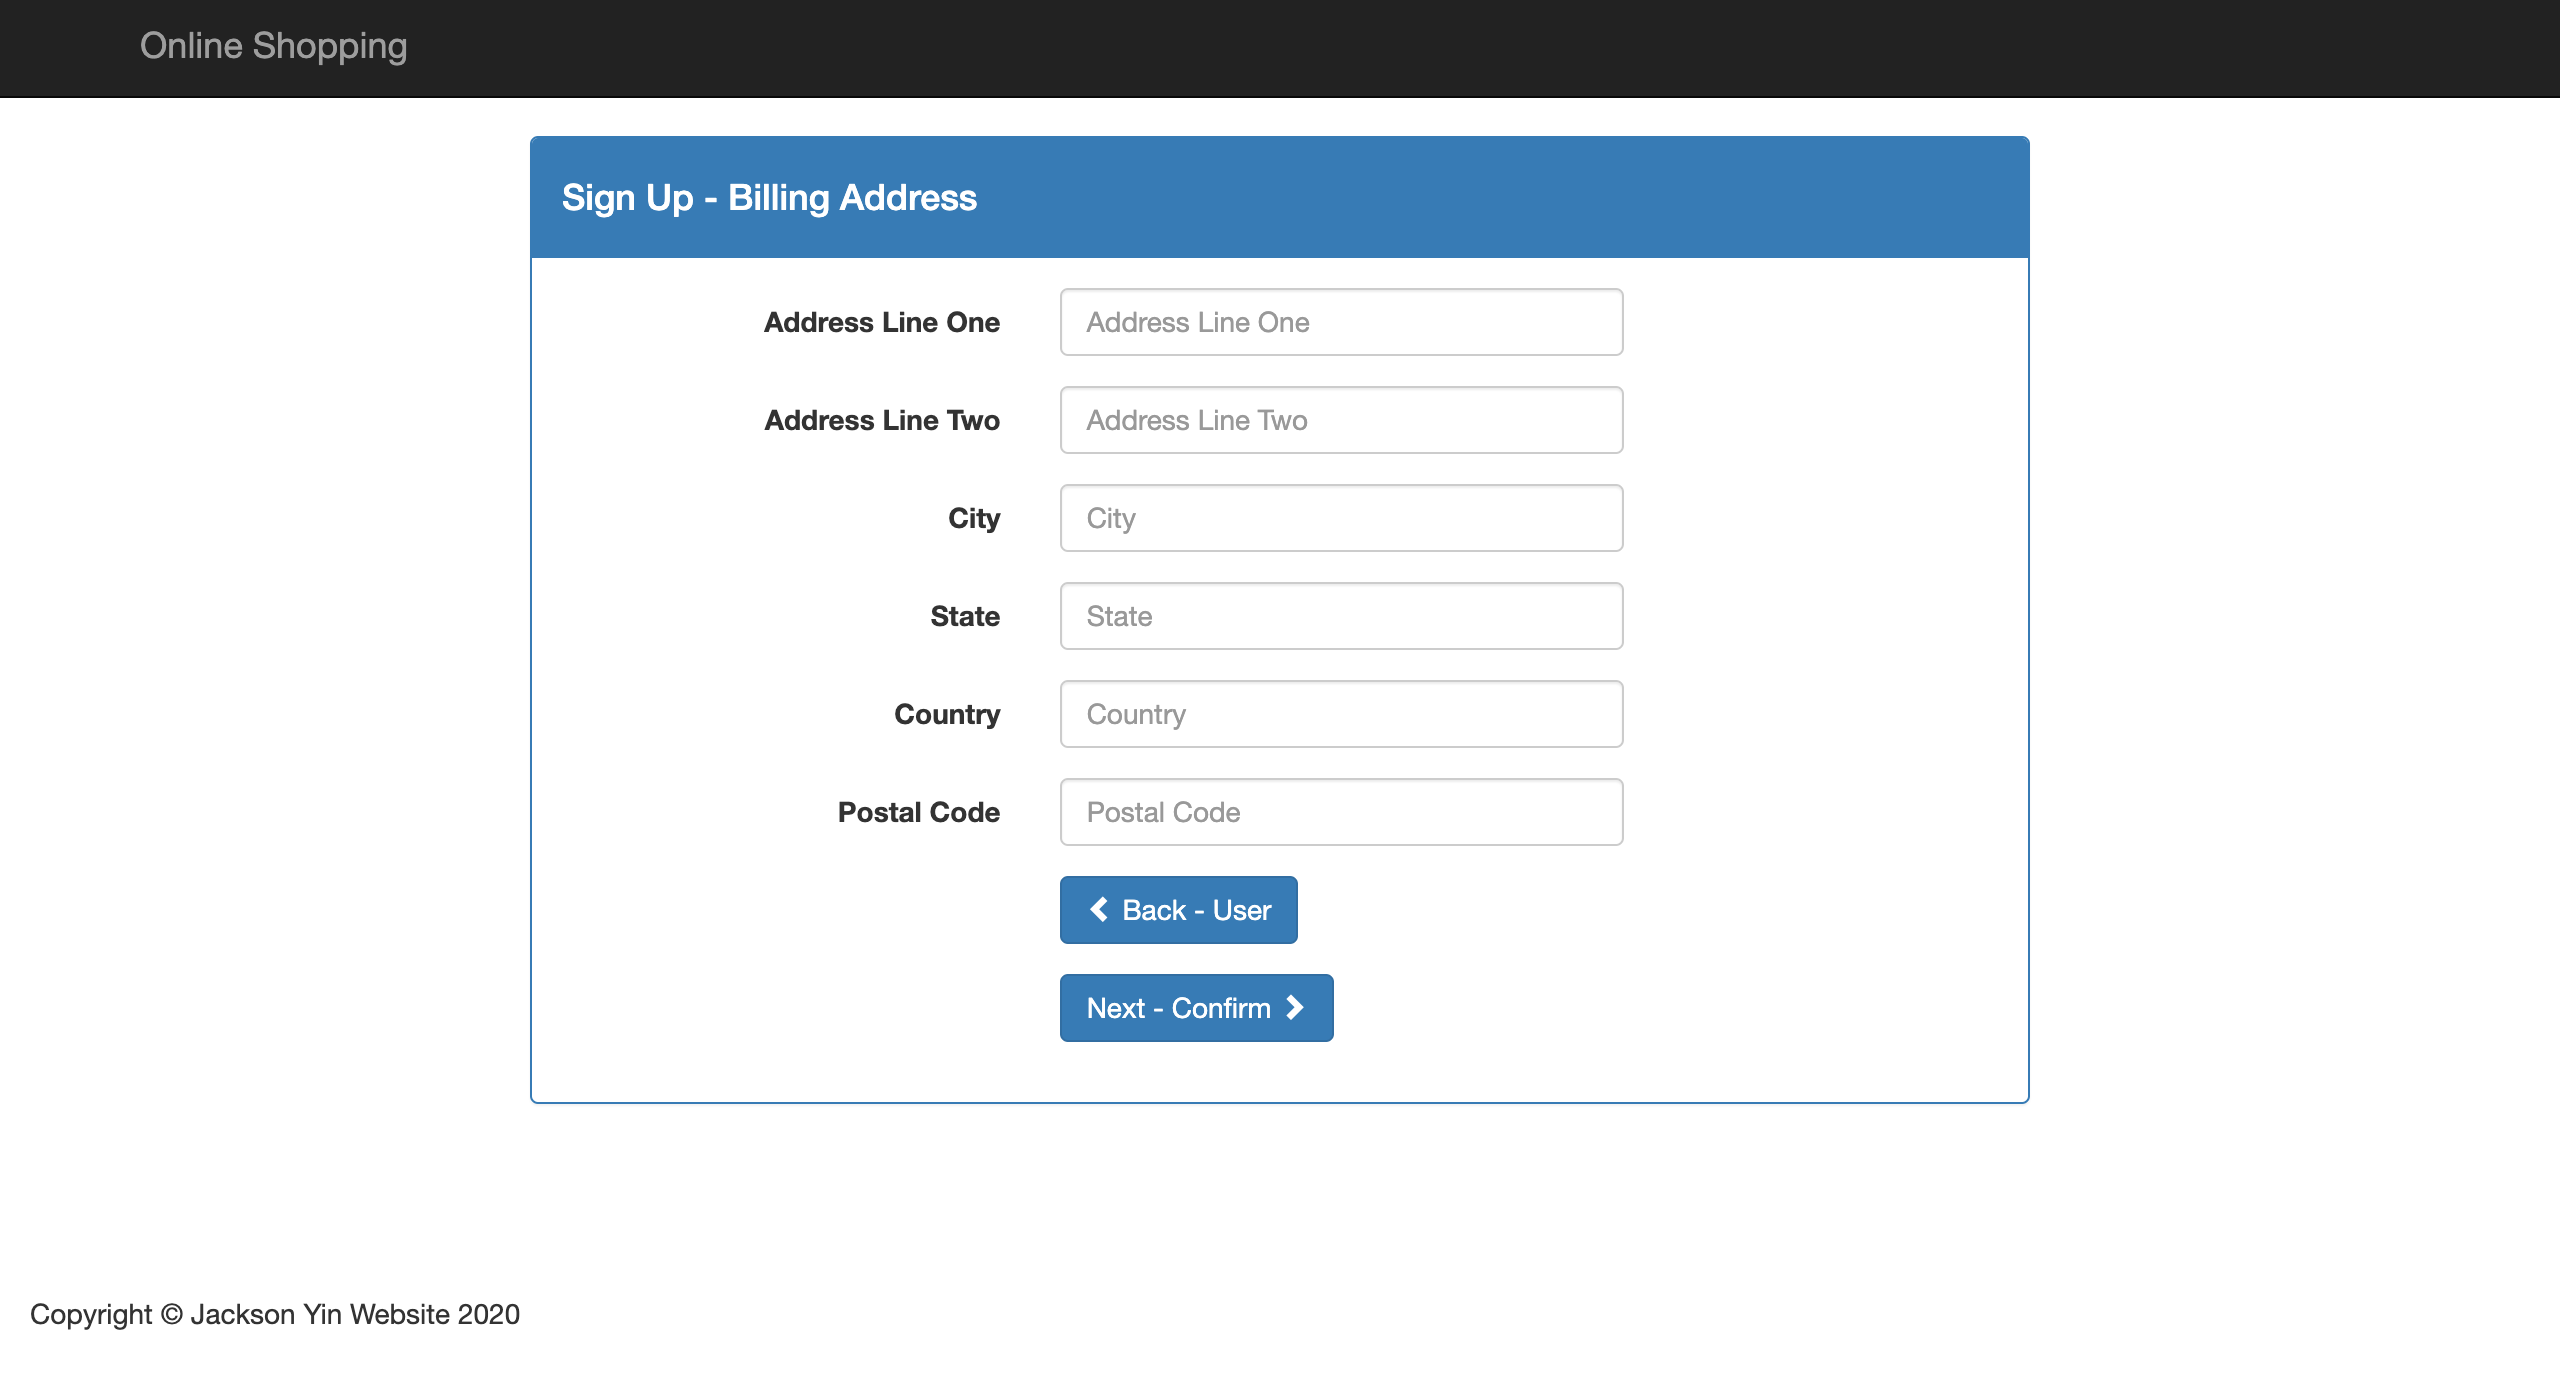 Online Shopping
Sign Up - Billing Address
Address Line One
Address Line One
Address Line Two
Address Line Two
City
City
State
State
Country
Country
Postal Code
Postal Code
Back - User
Next - Confirm
Copyright © Jackson Yin Website 2020